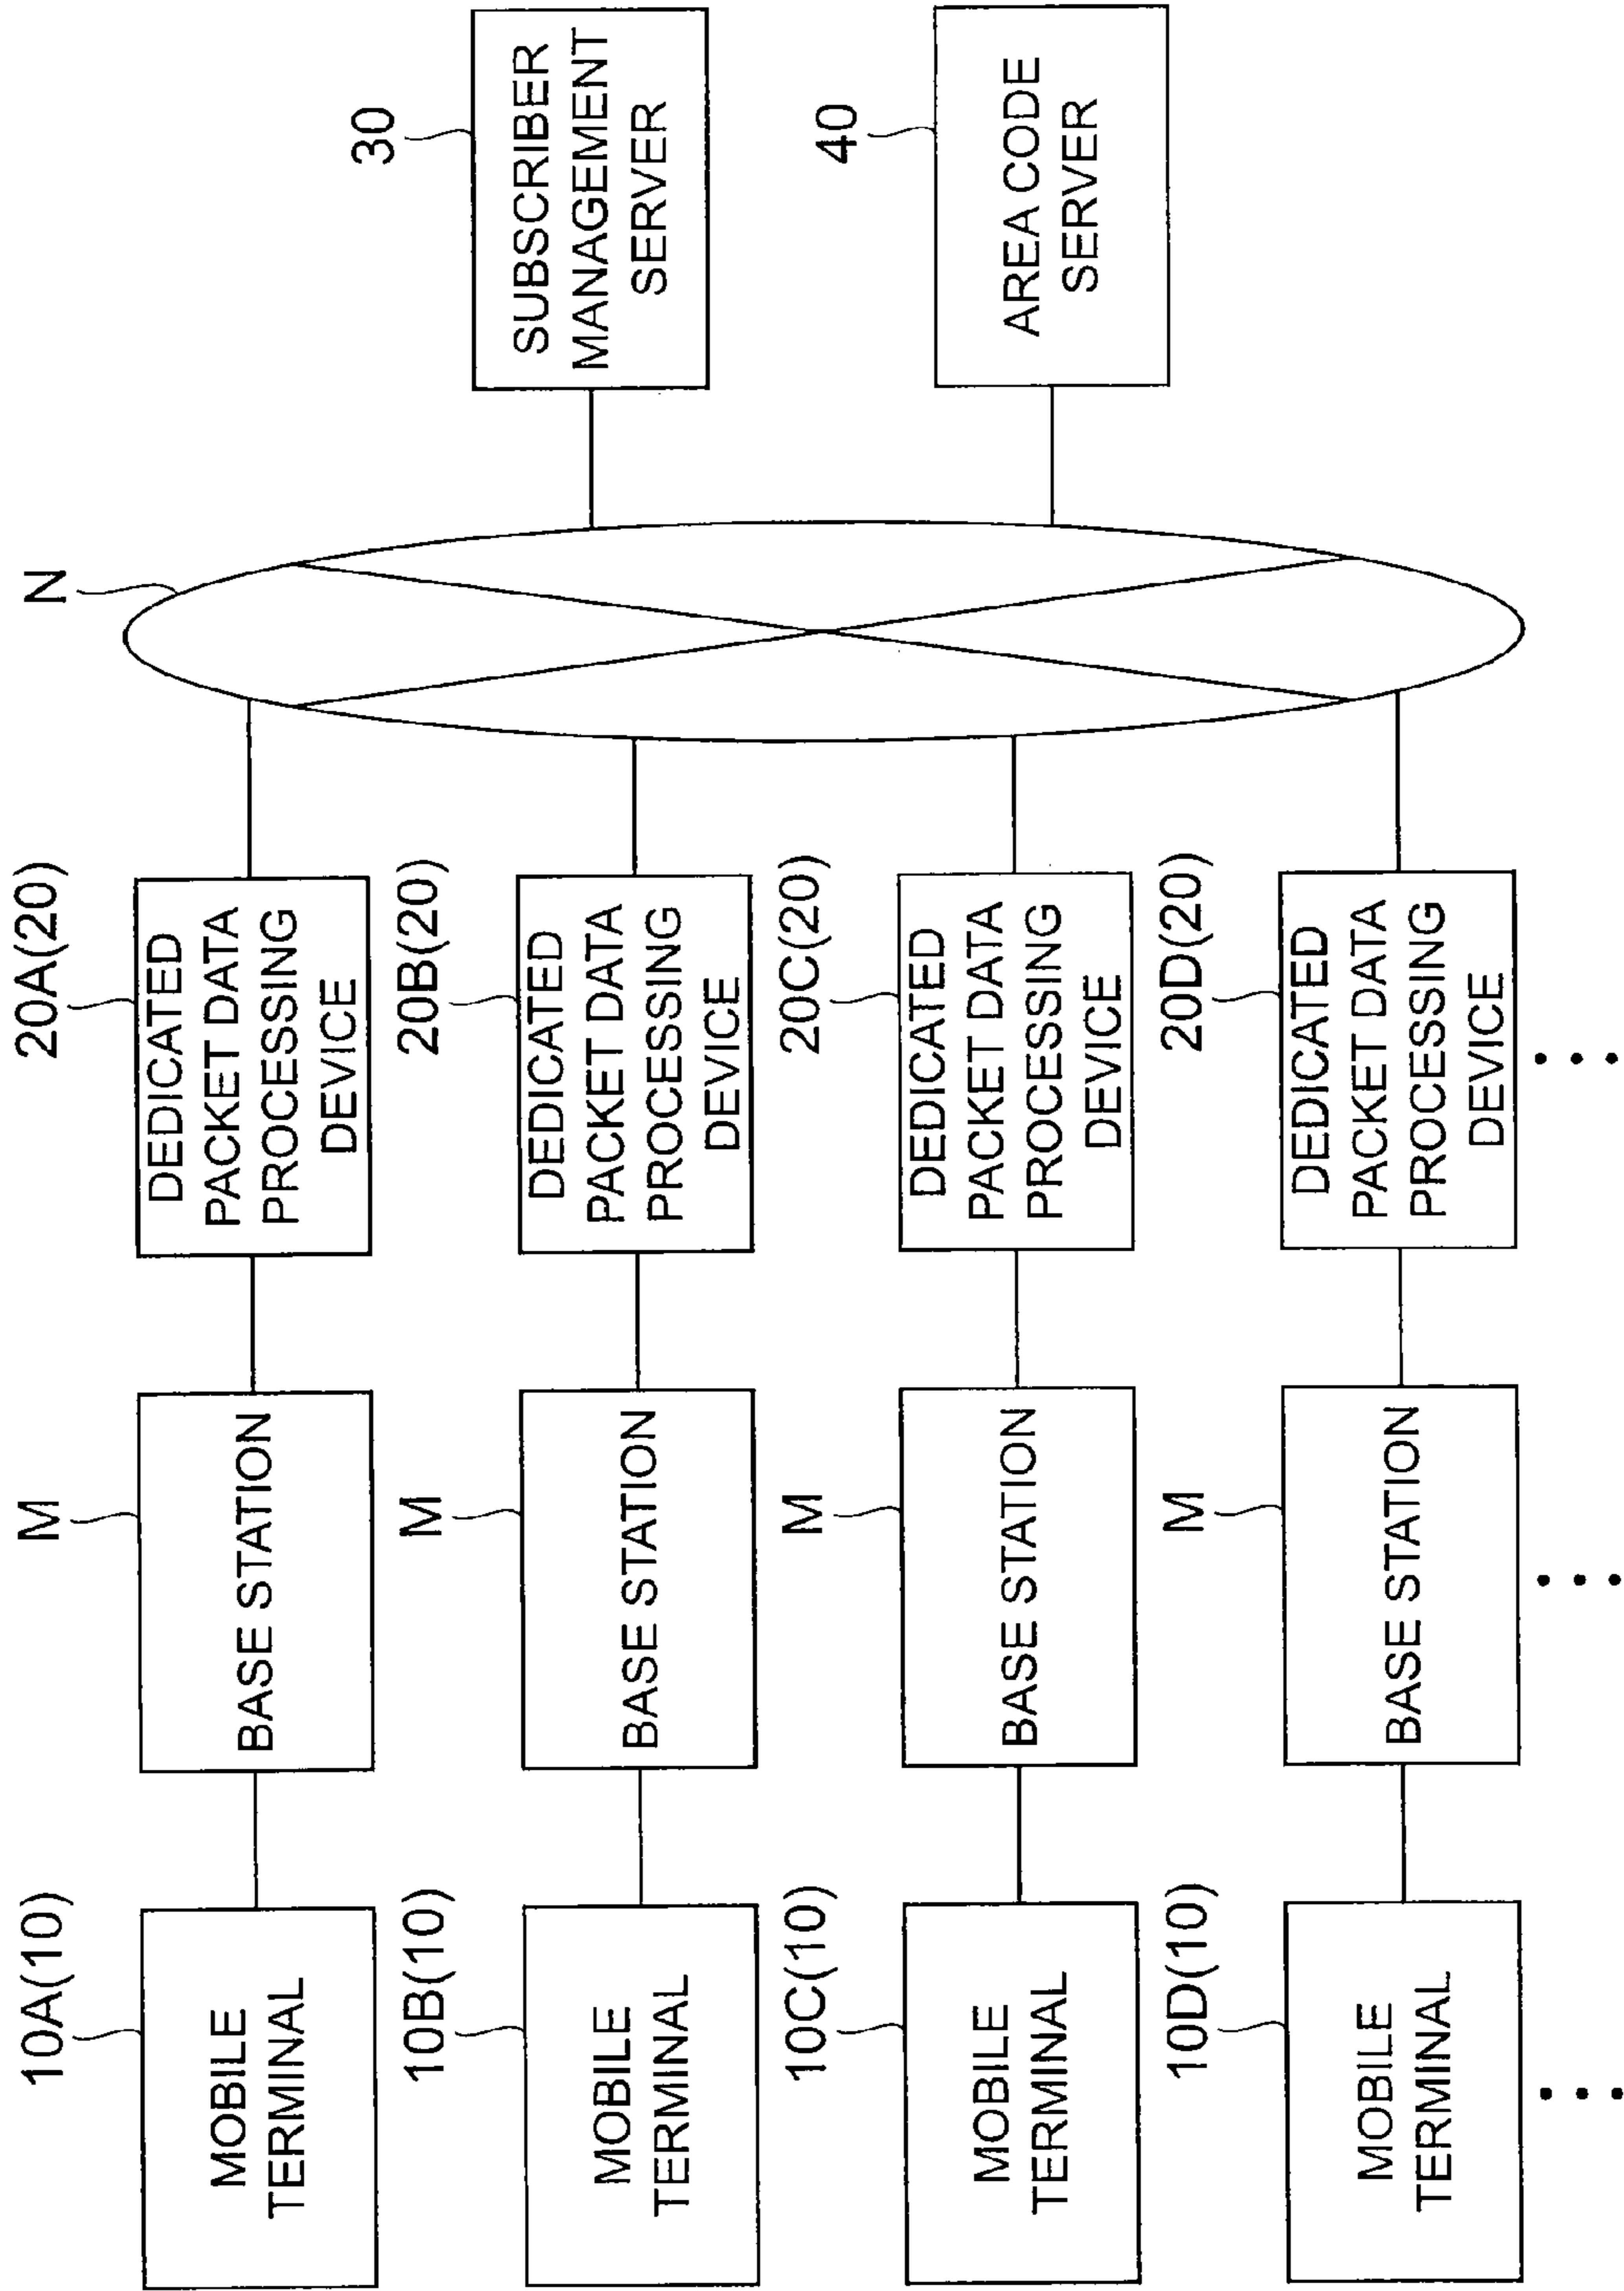 10A(10)
MOBILE
TERMINAL
M
BASE STATION
20A(20)
DEDICATED
PACKET DATA
PROCESSING
DEVICE
10B(10)
MOBILE
TERMINAL
M
BASE STATION
20B(20)
DEDICATED
PACKET DATA
PROCESSING
DEVICE
10C(10)
MOBILE
TERMINAL
M
BASE STATION
20C(20)
DEDICATED
PACKET DATA
PROCESSING
DEVICE
10D(10)
MOBILE
TERMINAL
M
BASE STATION
20D(20)
DEDICATED
PACKET DATA
PROCESSING
DEVICE
N
30
SUBSCRIBER
MANAGEMENT
SERVER
40
AREA CODE
SERVER